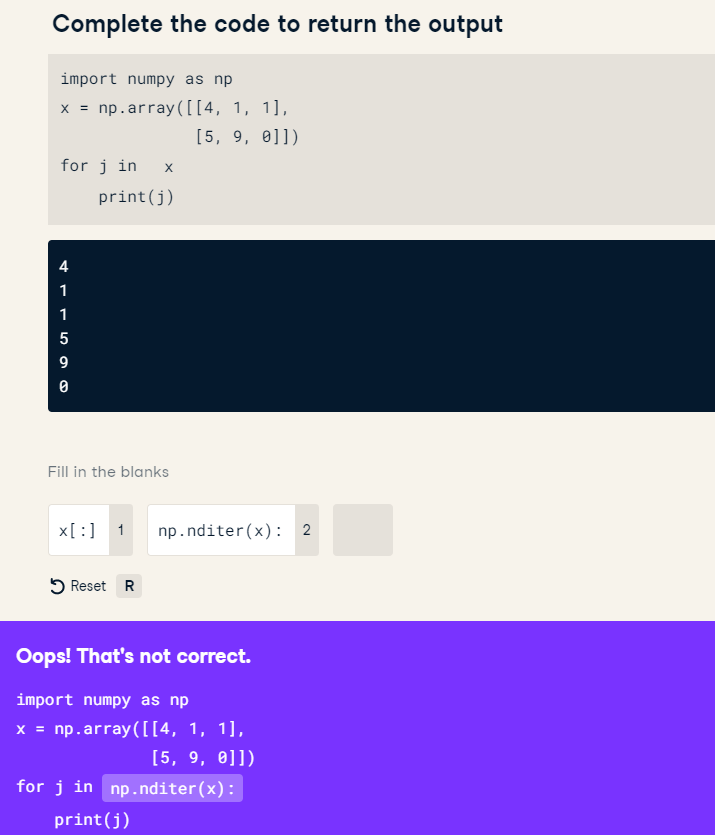 Complete the code to return the output
import numpy as np
x = np.array([[4, 1, 1],
              [5, 9, 0]])
for j in   x
    print(j)
4
1
1
5
9
0
Fill in the blanks
x[:] 1 np.nditer(x): 2
Reset R
Oops! That's not correct.
import numpy as np
x = np.array([[4, 1, 1],
              [5, 9, 0]])
for j in np.nditer(x):
    print(j)